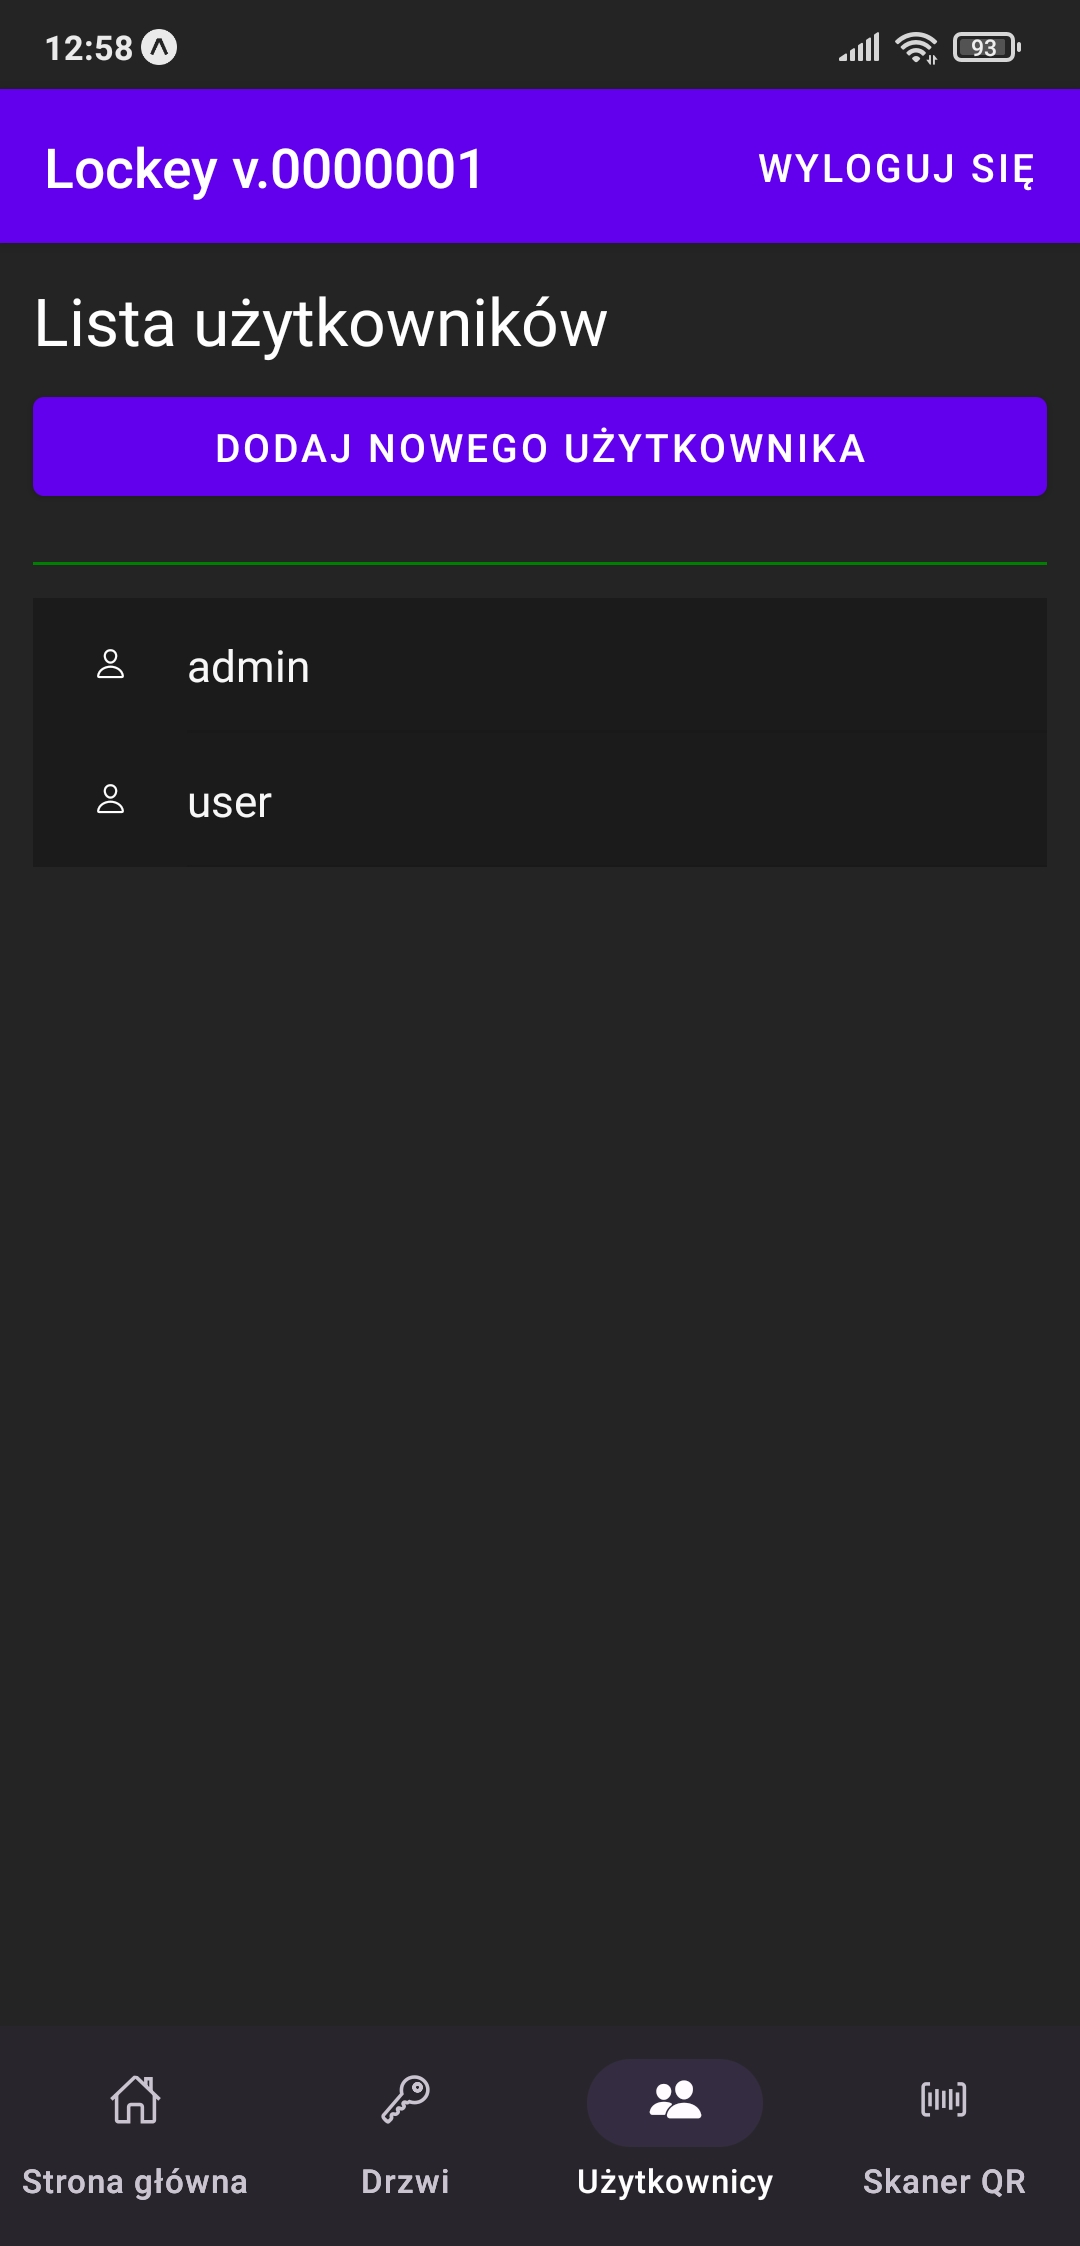 12:58
93
Lockey v.0000001
WYLOGUJ SIĘ
Lista użytkowników
DODAJ NOWEGO UŻYTKOWNIKA
admin
user
Strona główna
Drzwi
Użytkownicy
Skaner QR